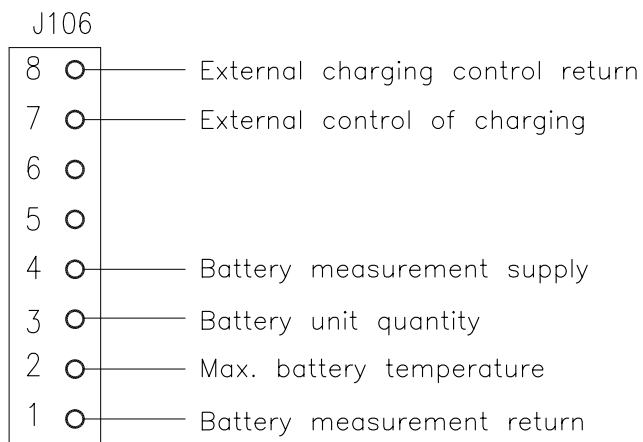 J106
8 External charging control return
7 External control of charging
6
5
4 Battery measurement supply
3 Battery unit quantity
2 Max. battery temperature
1 Battery measurement return